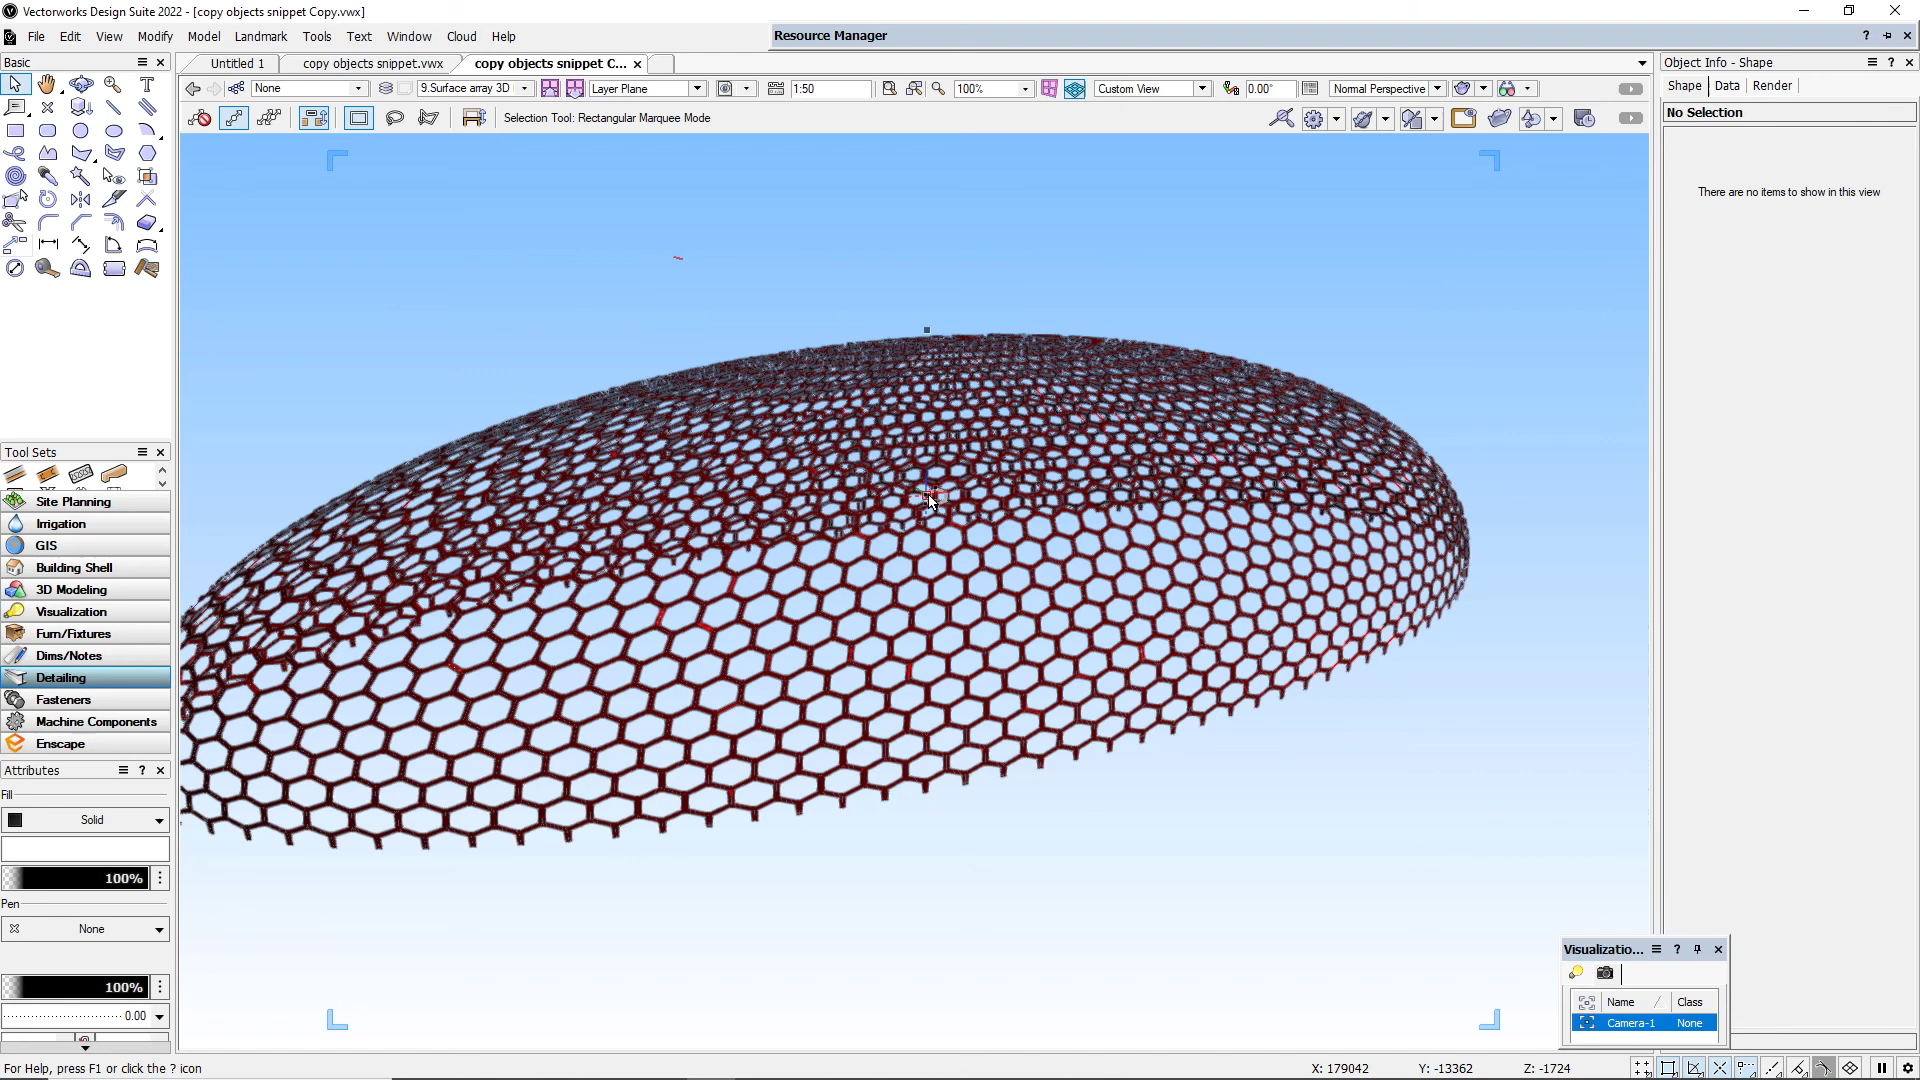 Vectorworks Design Suite 2022 - [copy objects snippet Copy.vwx]
File Edit View Modify Model Landmark Tools Text Window Cloud Help
Resource Manager
Basic
Untitled 1
copy objects snippet.vwx
copy objects snippet C...
Object Info - Shape
None
9.Surface array 3D
Layer Plane
1:50
100%
Custom View
0.00°
Normal Perspective
Shape Data Render
Selection Tool: Rectangular Marquee Mode
No Selection
There are no items to show in this view
Tool Sets
Site Planning
Irrigation
GIS
Building Shell
3D Modeling
Visualization
Furn/Fixtures
Dims/Notes
Detailing
Fasteners
Machine Components
Enscape
Attributes
Fill
Solid
100%
Pen
None
100%
0.00
Visualizatio...
Name Class
Camera-1 None
For Help, press F1 or click the ? icon
X: 179042 Y: -13362 Z: -1724